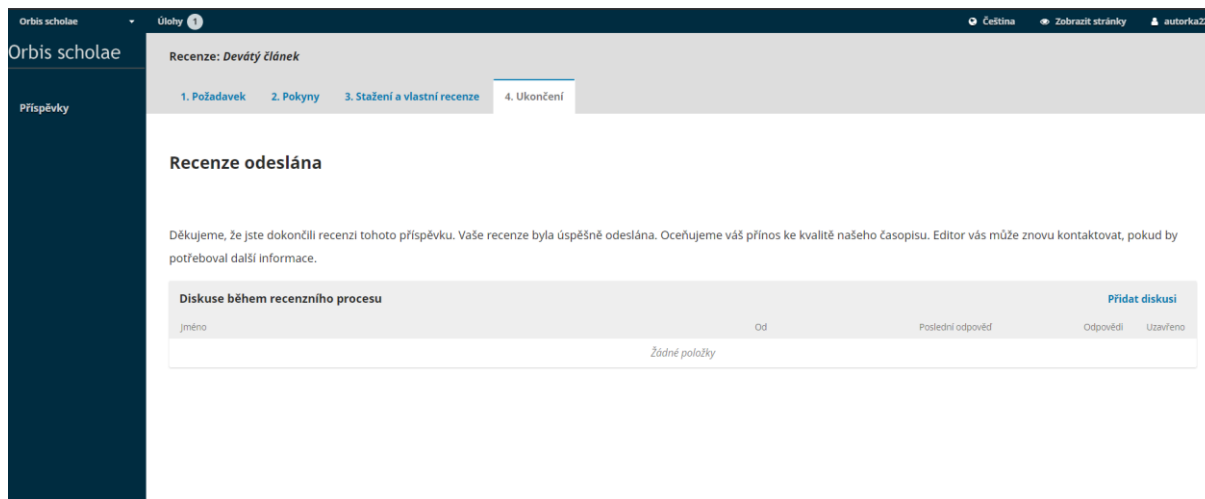 Orbis scholae Úlohy 1 Čeština Zobrazit stránky autorka2
Orbis scholae
Recenze: Devátý článek
1. Požadavek 2. Pokyny 3. Stažení a vlastní recenze 4. Ukončení
Příspěvky
Recenze odeslána
Děkujeme, že jste dokončili recenzi tohoto příspěvku. Vaše recenze byla úspěšně odeslána. Oceňujeme váš přínos ke kvalitě našeho časopisu. Editor vás může znovu kontaktovat, pokud by
potřeboval další informace.
Diskuse během recenzního procesu Přidat diskusi
Jméno Od Poslední odpověď Odpovědi Uzavřeno
Žádné položky